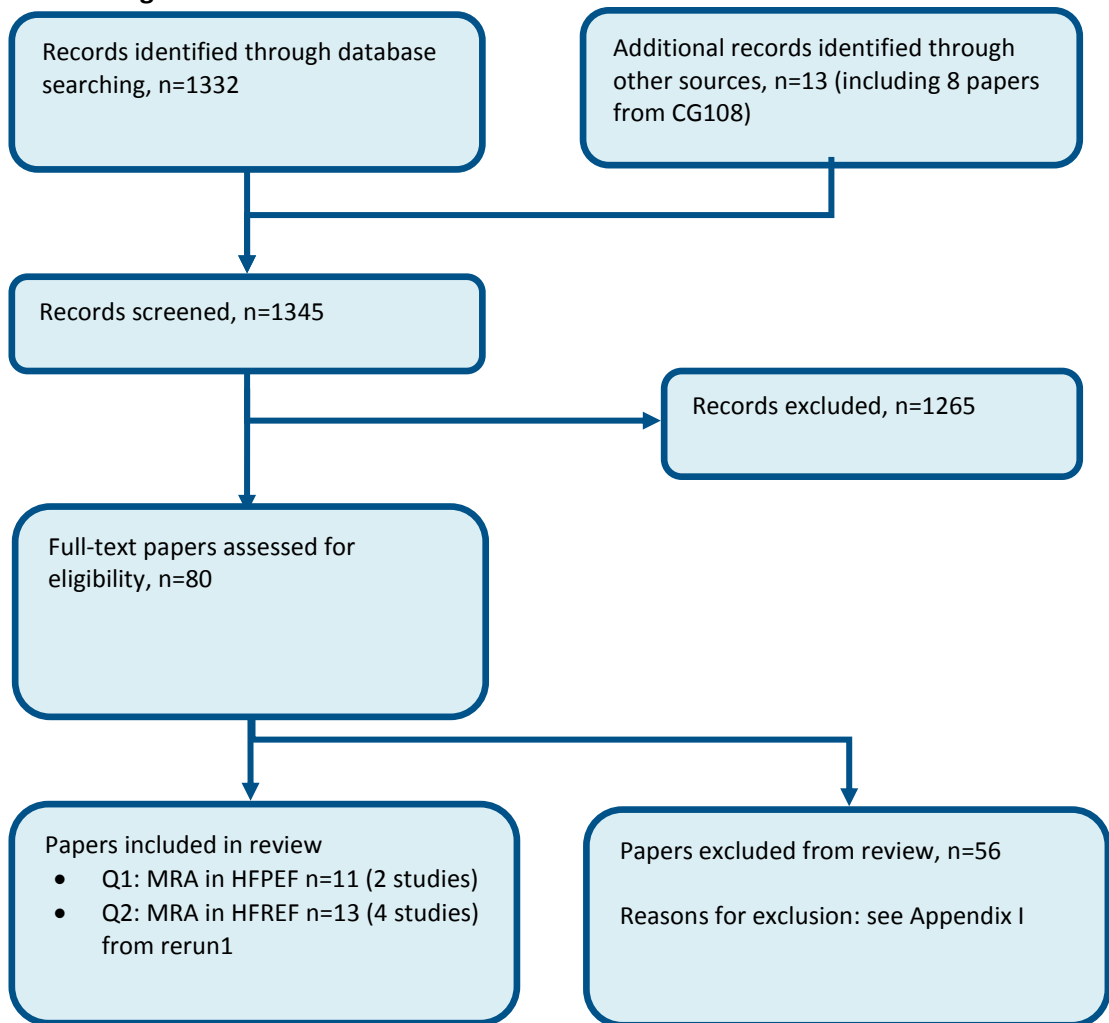 Records identified through database
searching, n=1332
Additional records identified through
other sources, n=13 (including 8 papers
from CG108)
Records screened, n=1345
Records excluded, n=1265
Full-text papers assessed for
eligibility, n=80
Papers included in review
• Q1: MRA in HFPEF n=11 (2 studies)
• Q2: MRA in HFREF n=13 (4 studies)
from rerun1
Papers excluded from review, n=56
Reasons for exclusion: see Appendix I